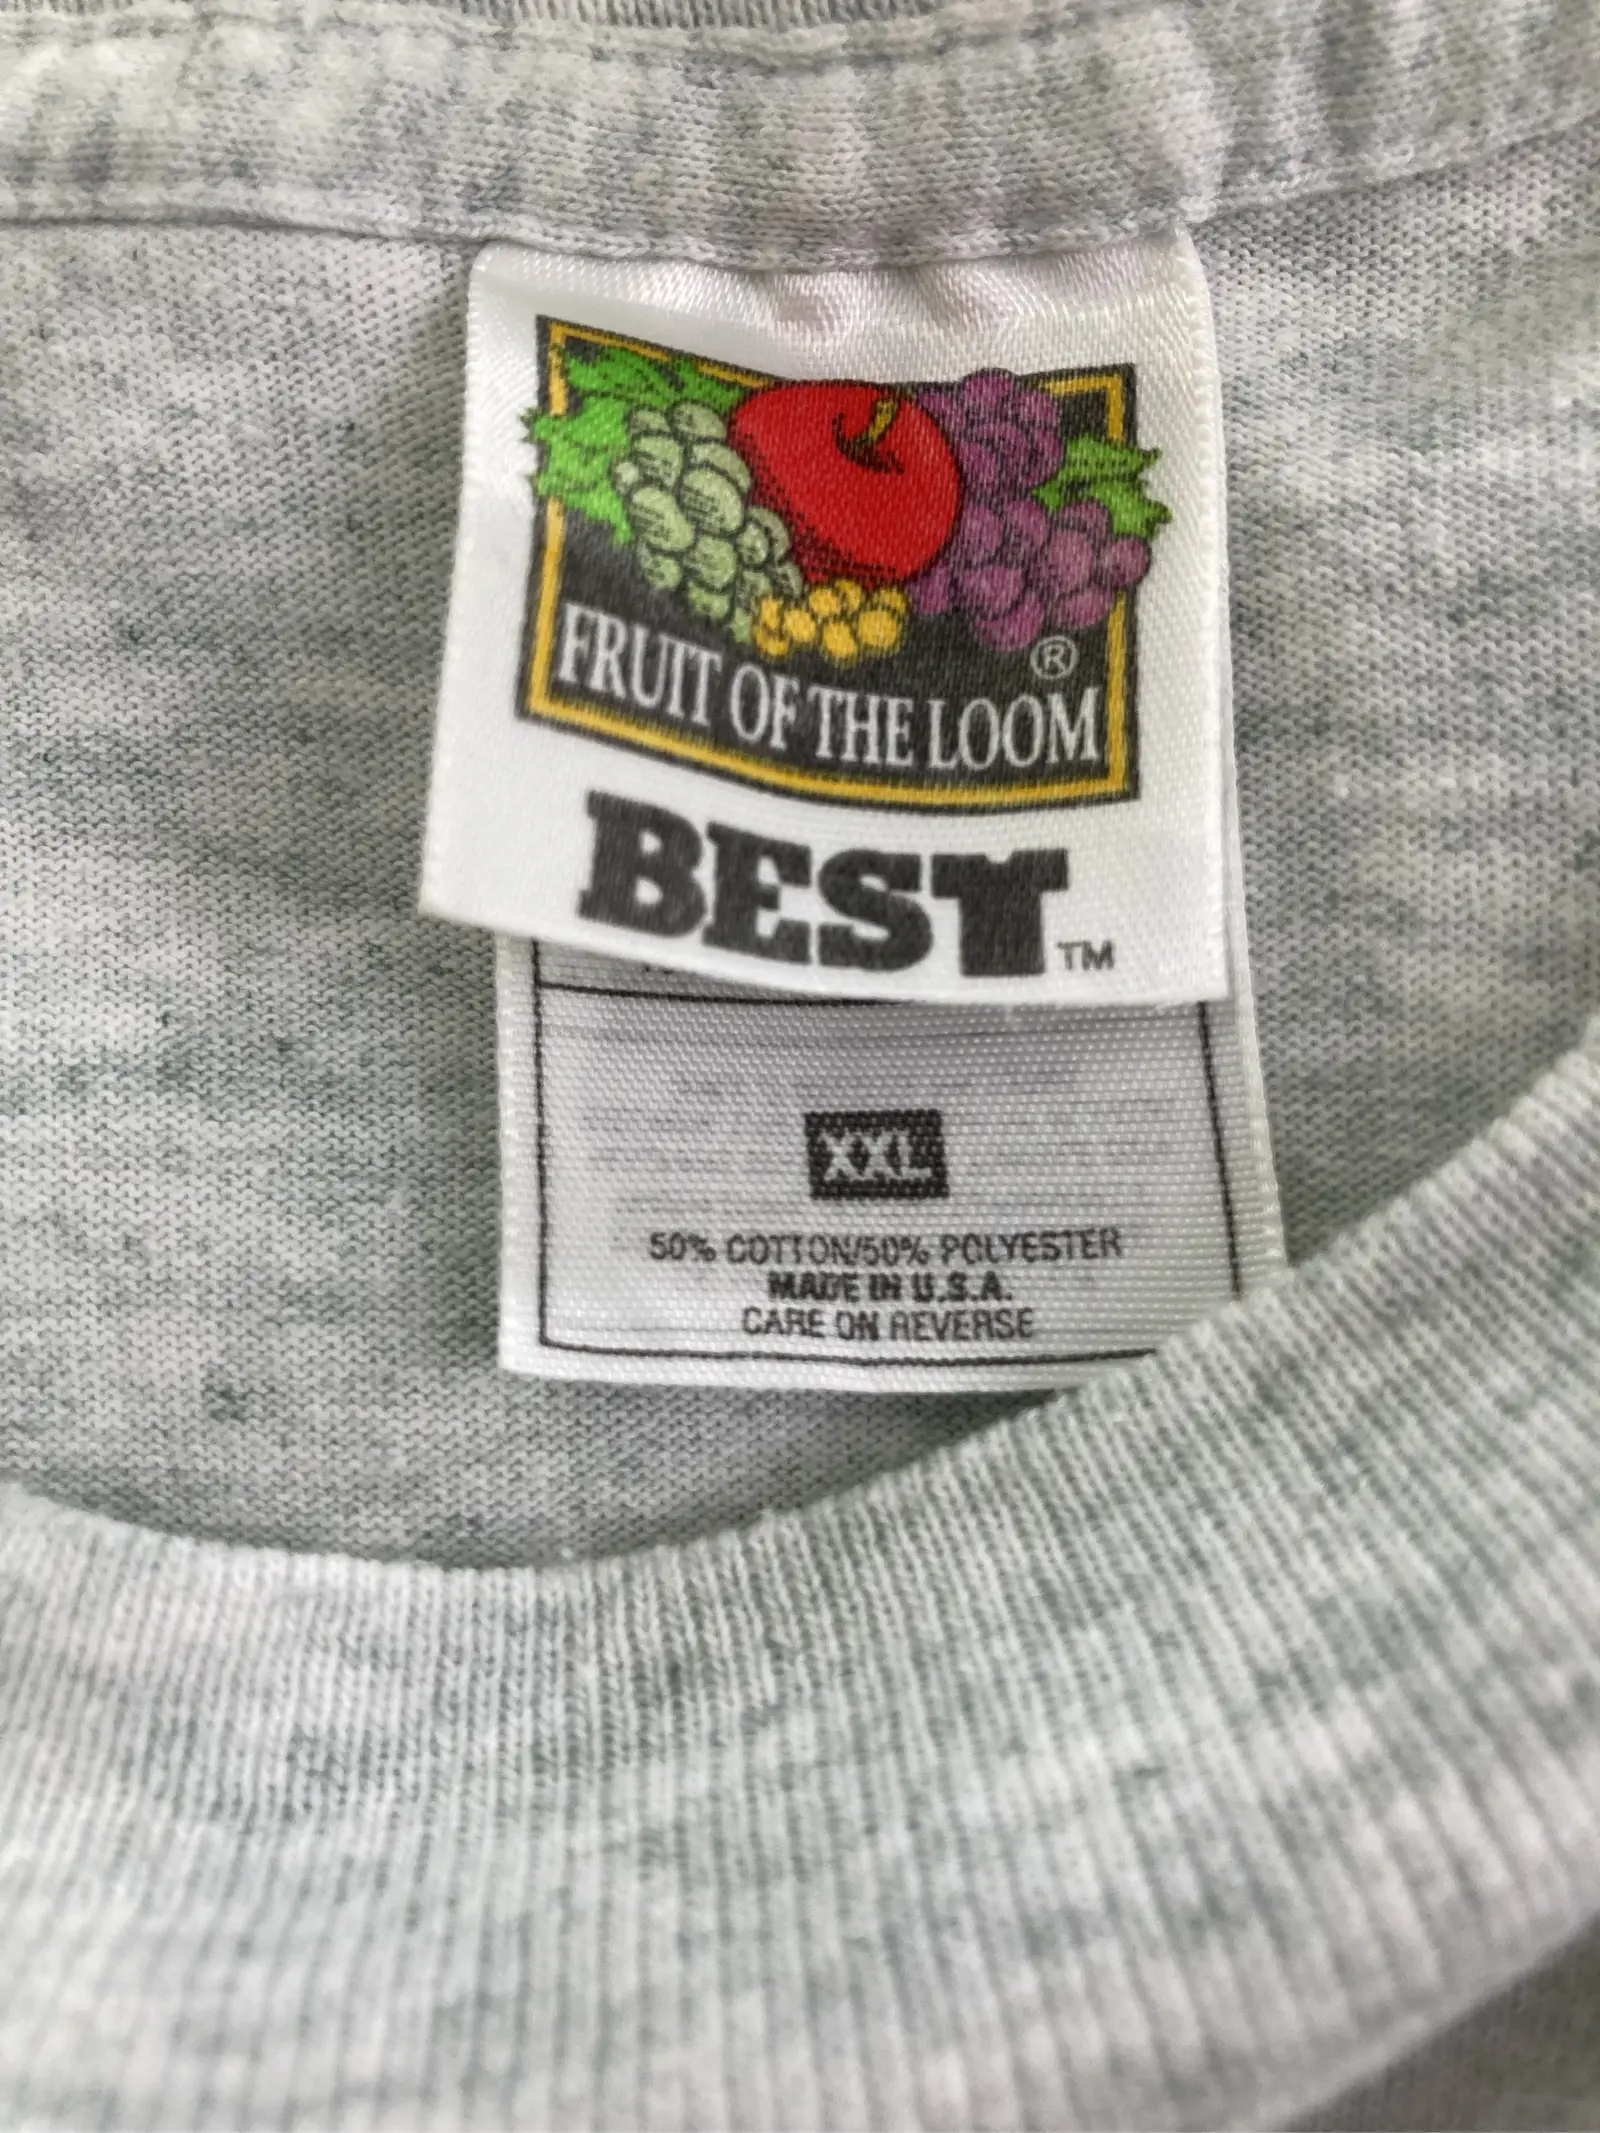 FRUIT OF THE LOOM®
BEST™
XXL
50% COTTON/50% POLYESTER
MADE IN U.S.A.
CARE ON REVERSE